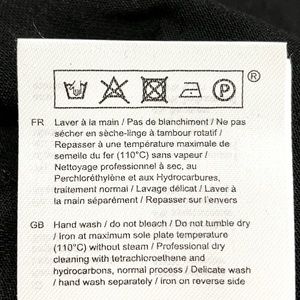 ®
P
FR Laver à la main / Pas de blanchiment / Ne pas
sécher en sèche-linge à tambour rotatif /
Repasser à une température maximale de
semelle du fer (110°C) sans vapeur /
Nettoyage professionnel à sec, au
Perchloréthylène et aux Hydrocarbures,
traitement normal / Lavage délicat / Laver à
la main séparément / Repasser sur l'envers
GB Hand wash / do not bleach / Do not tumble dry
/ Iron at maximum sole plate temperature
(110°C) without steam / Professional dry
cleaning with tetrachloroethene and
hydrocarbons, normal process / Delicate wash
/ hand wash separately / iron on reverse side